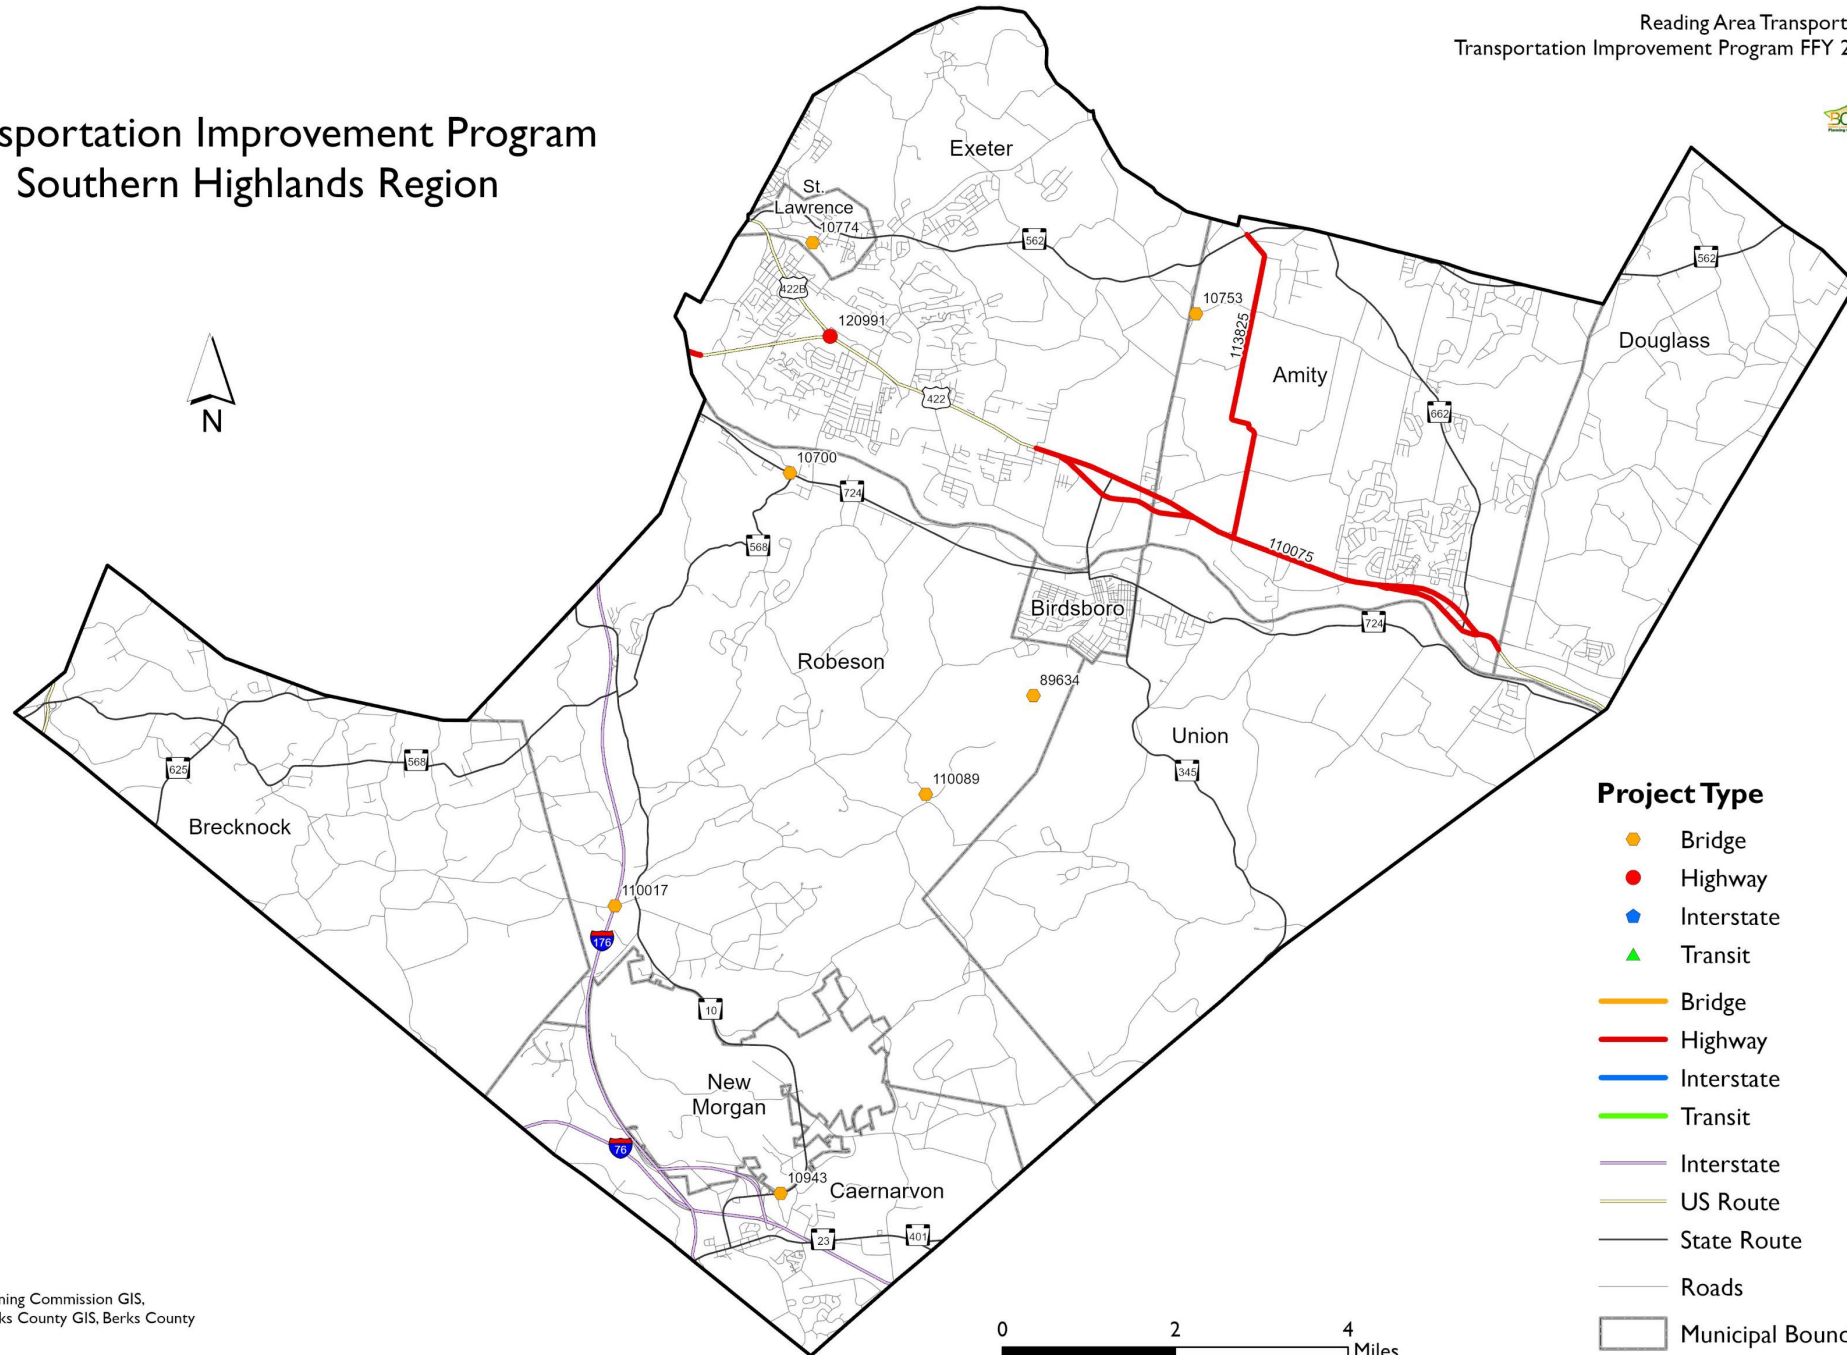 Reading Area Transport
Transportation Improvement Program FFY 2
sportation Improvement Program
Southern Highlands Region
N
Exeter
St.
Lawrence
10774
562
562
422B
120991
10753
113825
Douglass
Amity
422
662
10700
724
568
110075
Birdsboro
724
Robeson
89634
Union
345
625
568
Brecknock
110089
110017
176
10
New
Morgan
76
10943
Caernarvon
23
401
Project Type
Bridge
Highway
Interstate
Transit
Bridge
Highway
Interstate
Transit
Interstate
US Route
State Route
Roads
Municipal Bound
ning Commission GIS,
ks County GIS, Berks County
0 2 4
Miles